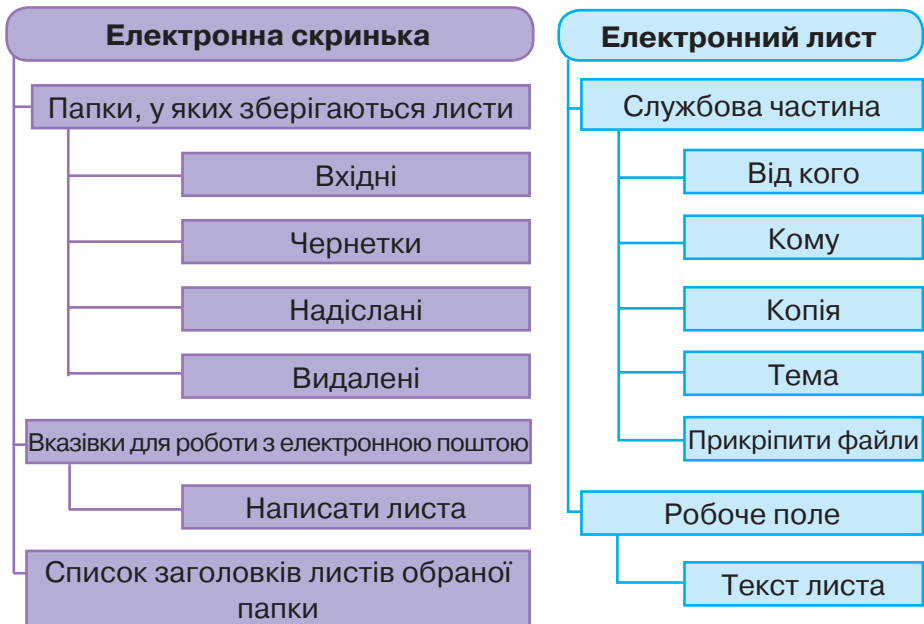 Електронна скринька
Папки, у яких зберігаються листи
Вхідні
Чернетки
Надіслані
Видалені
Вказівки для роботи з електронною поштою
Написати листа
Список заголовків листів обраної
папки
Електронний лист
Службова частина
Від кого
Кому
Копія
Тема
Прикріпити файли
Робоче поле
Текст листа